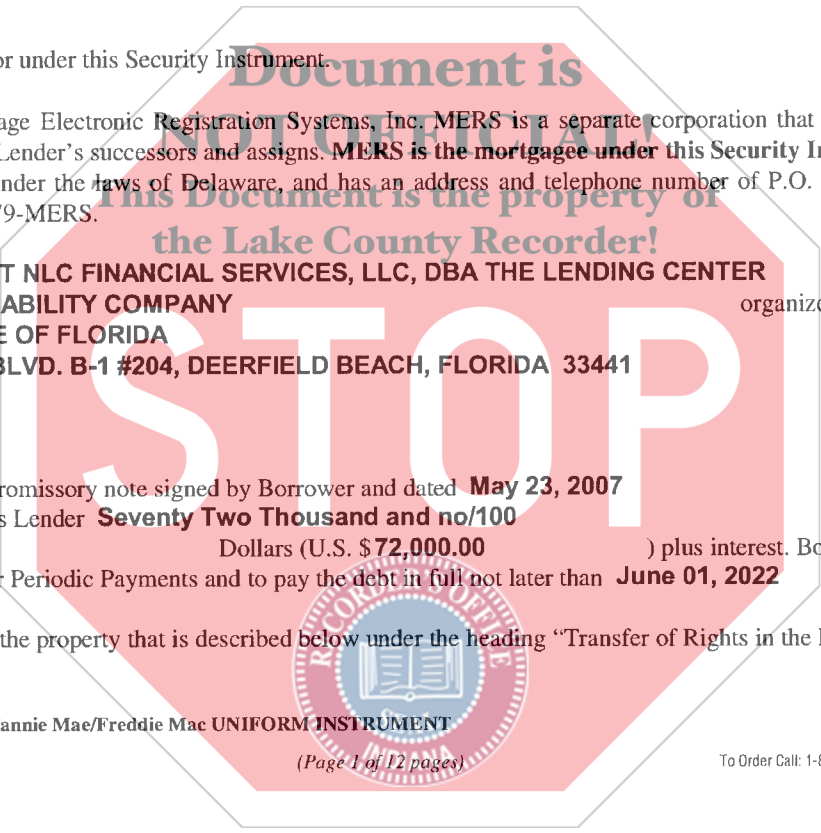 or under this Security Instrument.
Document is
NOT OFFICIAL!
This Document is the property of
the Lake County Recorder!
STOP
age Electronic Registration Systems, Inc. MERS is a separate corporation that
Lender's successors and assigns. MERS is the mortgagee under this Security I
nder the laws of Delaware, and has an address and telephone number of P.O.
79-MERS.
T NLC FINANCIAL SERVICES, LLC, DBA THE LENDING CENTER
ABILITY COMPANY organize
E OF FLORIDA
BLVD. B-1 #204, DEERFIELD BEACH, FLORIDA 33441
romissory note signed by Borrower and dated May 23, 2007
s Lender Seventy Two Thousand and no/100
Dollars (U.S. $ 72,000.00 ) plus interest. Bo
r Periodic Payments and to pay the debt in full not later than June 01, 2022
the property that is described below under the heading “Transfer of Rights in the
RECORDER'S OFFICE
SEAL
INDIANA
annie Mae/Freddie Mac UNIFORM INSTRUMENT
(Page 1 of 12 pages)
To Order Call: 1-8